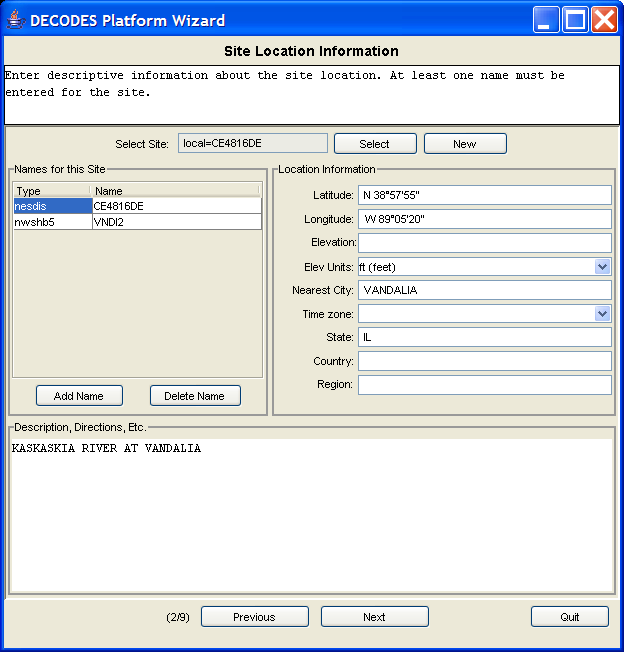 DECODES Platform Wizard
Site Location Information
Enter descriptive information about the site location. At least one name must be
entered for the site.
Select Site: local=CE4816DE Select New
Names for this Site
Type Name
nesdis CE4816DE
nwshb5 VNDI2
Add Name Delete Name
Location Information
Latitude: N 38°57'55"
Longitude: W 89°05'20"
Elevation:
Elev Units: ft (feet)
Nearest City: VANDALIA
Time zone:
State: IL
Country:
Region:
Description, Directions, Etc.
KASKASKIA RIVER AT VANDALIA
(2/9) Previous Next Quit